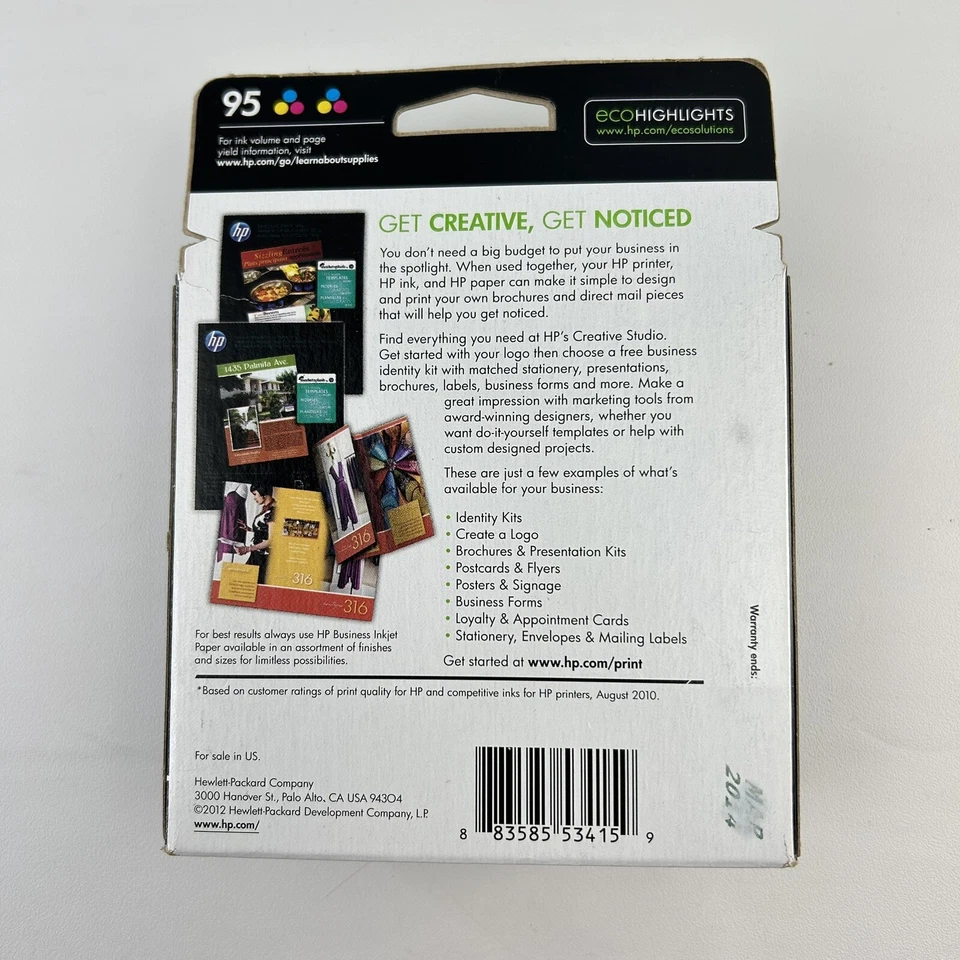 95
For ink volume and page
yield information, visit
www.hp.com/go/learnaboutsupplies
ecoHIGHLIGHTS
www.hp.com/ecosolutions
GET CREATIVE, GET NOTICED
You don't need a big budget to put your business in
the spotlight. When used together, your HP printer,
HP ink, and HP paper can make it simple to design
and print your own brochures and direct mail pieces
that will help you get noticed.
Find everything you need at HP's Creative Studio.
Get started with your logo then choose a free business
identity kit with matched stationery, presentations,
brochures, labels, business forms and more. Make a
great impression with marketing tools from
award-winning designers, whether you
want do-it-yourself templates or help with
custom designed projects.
These are just a few examples of what's
available for your business:
• Identity Kits
• Create a Logo
• Brochures & Presentation Kits
• Postcards & Flyers
• Posters & Signage
• Business Forms
• Loyalty & Appointment Cards
• Stationery, Envelopes & Mailing Labels
Get started at www.hp.com/print
hp
hp
1435 Palmita Ave.
316
316
316
For best results always use HP Business Inkjet
Paper available in an assortment of finishes
and sizes for limitless possibilities.
*Based on customer ratings of print quality for HP and competitive inks for HP printers, August 2010.
Warranty ends:
MAR
2014
For sale in US.
Hewlett-Packard Company
3000 Hanover St., Palo Alto, CA USA 94304
©2012 Hewlett-Packard Development Company, L.P.
www.hp.com/
8 83585 53415 9